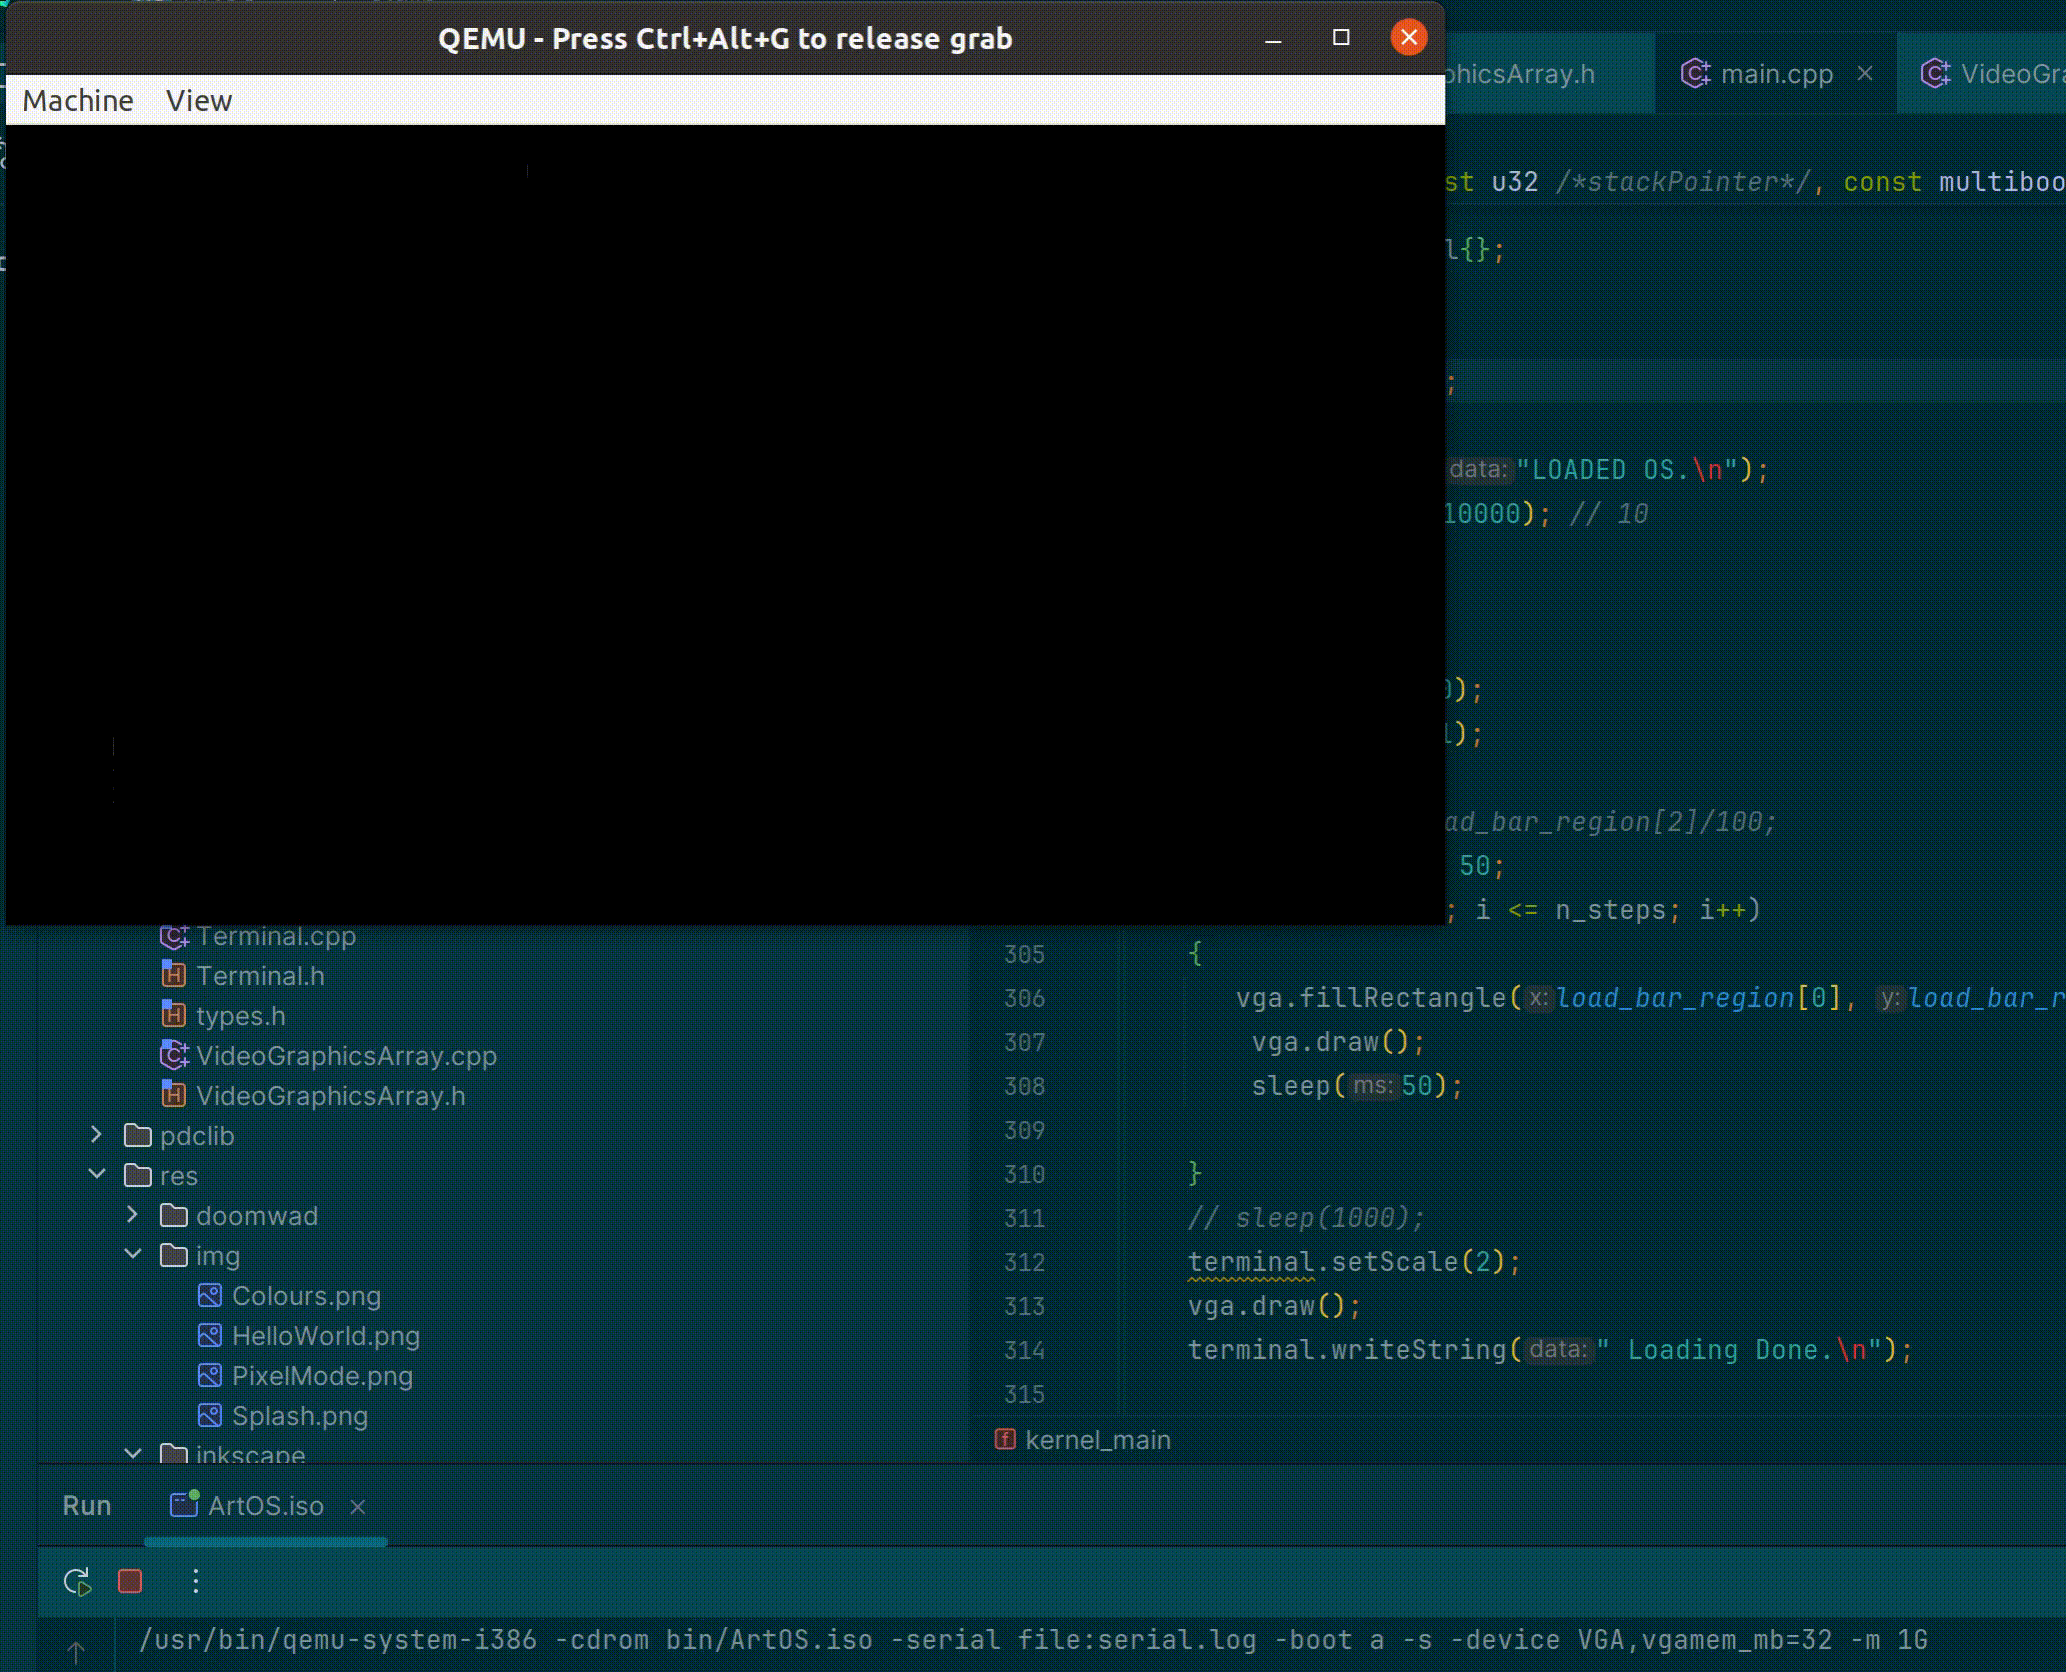 QEMU - Press Ctrl+Alt+G to release grab
Machine View
phicsArray.h
main.cpp
VideoGra
st u32 /*stackPointer*/, const multiboo
l{};
;
data: "LOADED OS.\n");
10000); // 10
0);
1);
ad_bar_region[2]/100;
50;
; i <= n_steps; i++)
305 {
306 vga.fillRectangle( x: load_bar_region[0], y: load_bar_r
307 vga.draw();
308 sleep( ms: 50);
309
310 }
311 // sleep(1000);
312 terminal.setScale(2);
313 vga.draw();
314 terminal.writeString( data: " Loading Done.\n");
315
kernel_main
Terminal.cpp
Terminal.h
types.h
VideoGraphicsArray.cpp
VideoGraphicsArray.h
pdclib
res
doomwad
img
Colours.png
HelloWorld.png
PixelMode.png
Splash.png
inkscape
Run ArtOS.iso
/usr/bin/qemu-system-i386 -cdrom bin/ArtOS.iso -serial file:serial.log -boot a -s -device VGA,vgamem_mb=32 -m 1G